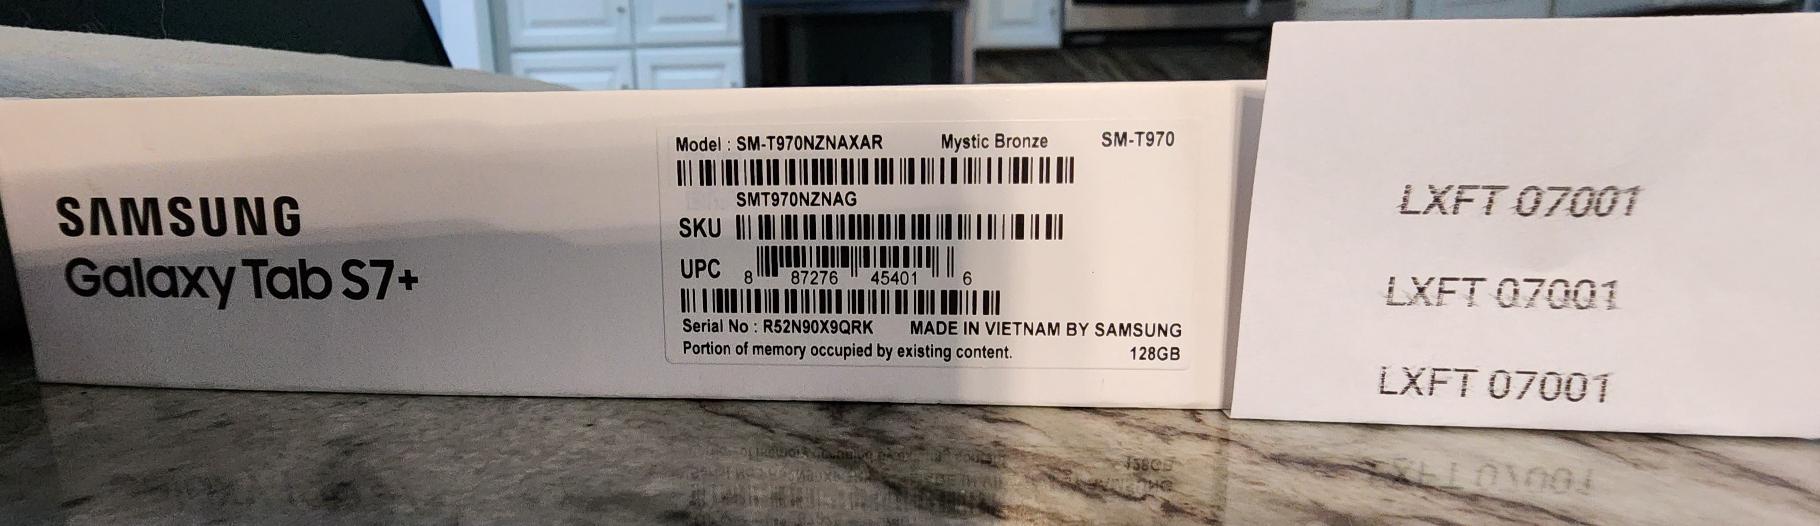 SAMSUNG
Galaxy Tab S7+
Model : SM-T970NZNAXAR Mystic Bronze SM-T970
SMT970NZNAG
SKU
UPC 8 87276 45401 6
Serial No : R52N90X9QRK MADE IN VIETNAM BY SAMSUNG
Portion of memory occupied by existing content. 128GB
LXFT 07001
LXFT 07001
LXFT 07001